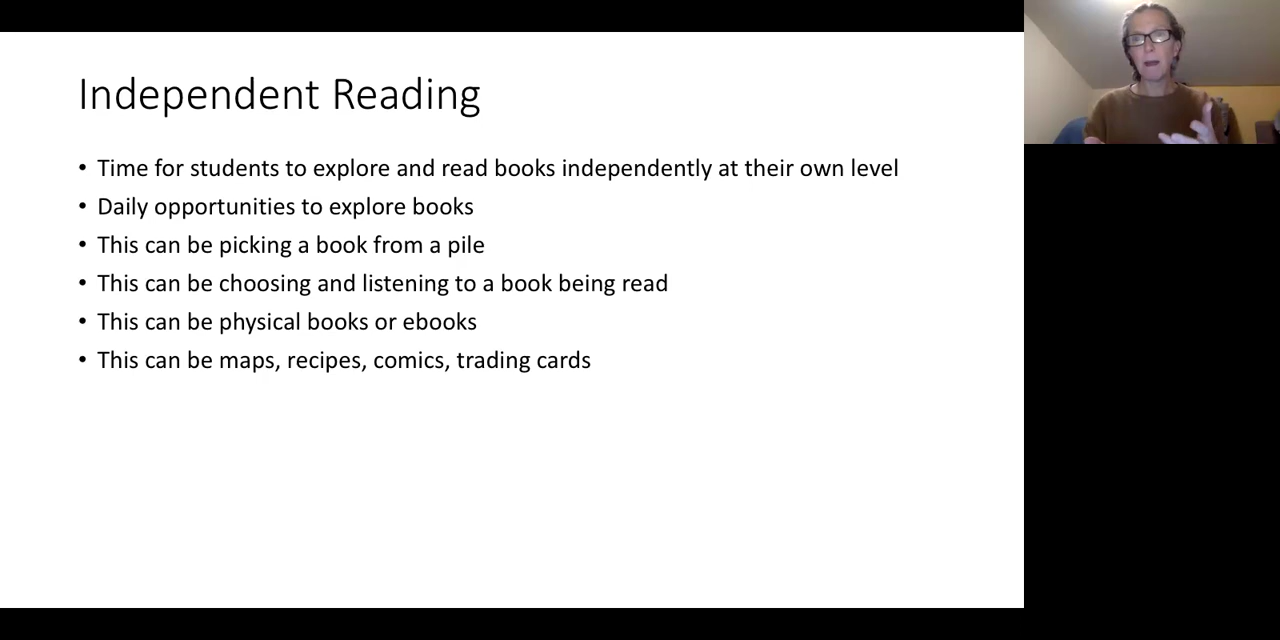 Independent Reading
• Time for students to explore and read books independently at their own level
• Daily opportunities to explore books
• This can be picking a book from a pile
• This can be choosing and listening to a book being read
• This can be physical books or ebooks
• This can be maps, recipes, comics, trading cards